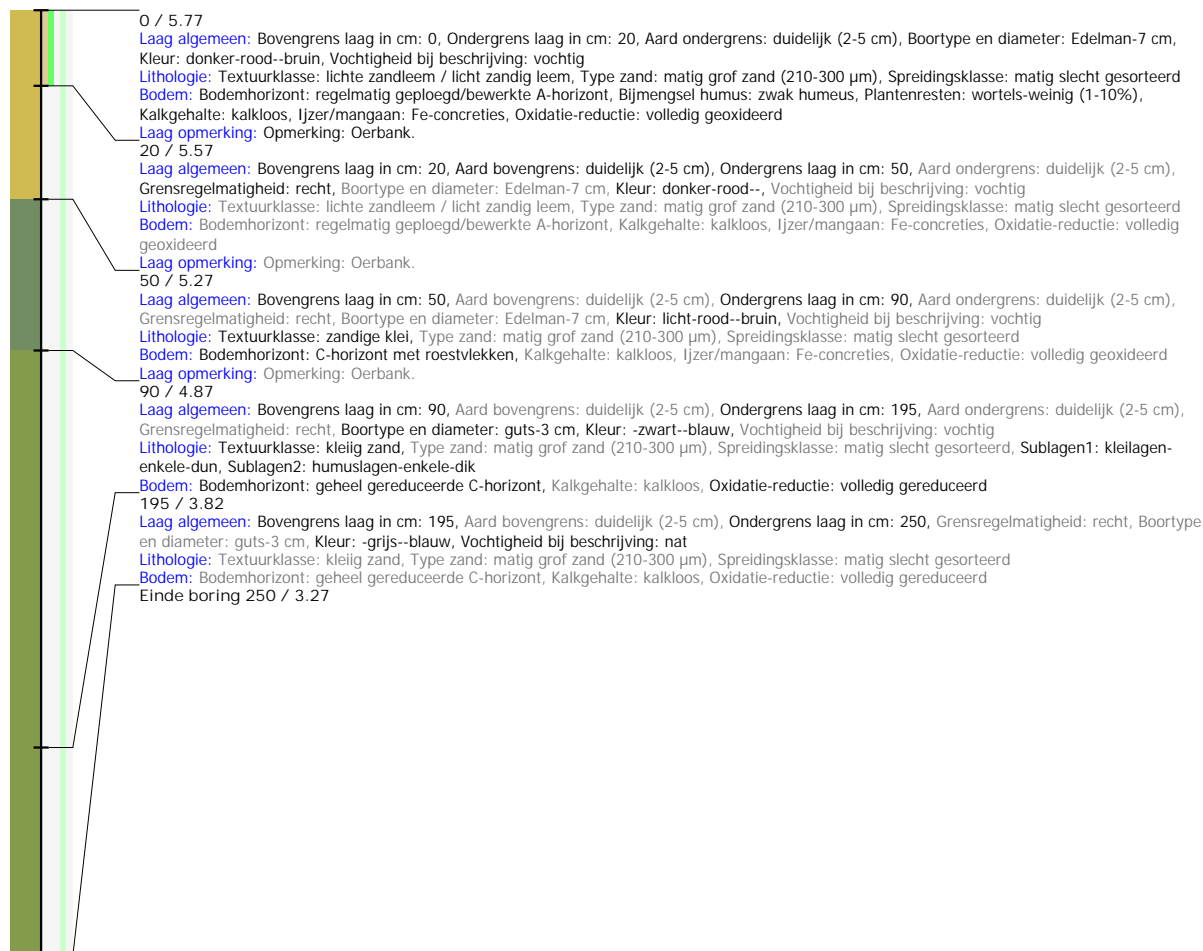 0 / 5.77
Laag algemeen: Bovengrens laag in cm: 0, Ondergrens laag in cm: 20, Aard ondergrens: duidelijk (2-5 cm), Boortype en diameter: Edelman-7 cm,
Kleur: donker-rood--bruin, Vochtigheid bij beschrijving: vochtig
Lithologie: Textuurklasse: lichte zandleem / licht zandig leem, Type zand: matig grof zand (210-300 µm), Spreidingsklasse: matig slecht gesorteerd
Bodem: Bodemhorizont: regelmatig geploegd/bewerkte A-horizont, Bijmengsel humus: zwak humeus, Plantenresten: wortels-weinig (1-10%),
Kalkgehalte: kalkloos, Ijzer/mangaan: Fe-concreties, Oxidatie-reductie: volledig geoxideerd
Laag opmerking: Opmerking: Oerbank.
20 / 5.57
Laag algemeen: Bovengrens laag in cm: 20, Aard bovengrens: duidelijk (2-5 cm), Ondergrens laag in cm: 50, Aard ondergrens: duidelijk (2-5 cm),
Grensregelmatigheid: recht, Boortype en diameter: Edelman-7 cm, Kleur: donker-rood--, Vochtigheid bij beschrijving: vochtig
Lithologie: Textuurklasse: lichte zandleem / licht zandig leem, Type zand: matig grof zand (210-300 µm), Spreidingsklasse: matig slecht gesorteerd
Bodem: Bodemhorizont: regelmatig geploegd/bewerkte A-horizont, Kalkgehalte: kalkloos, Ijzer/mangaan: Fe-concreties, Oxidatie-reductie: volledig
geoxideerd
Laag opmerking: Opmerking: Oerbank.
50 / 5.27
Laag algemeen: Bovengrens laag in cm: 50, Aard bovengrens: duidelijk (2-5 cm), Ondergrens laag in cm: 90, Aard ondergrens: duidelijk (2-5 cm),
Grensregelmatigheid: recht, Boortype en diameter: Edelman-7 cm, Kleur: licht-rood--bruin, Vochtigheid bij beschrijving: vochtig
Lithologie: Textuurklasse: zandige klei, Type zand: matig grof zand (210-300 µm), Spreidingsklasse: matig slecht gesorteerd
Bodem: Bodemhorizont: C-horizont met roestvlekken, Kalkgehalte: kalkloos, Ijzer/mangaan: Fe-concreties, Oxidatie-reductie: volledig geoxideerd
Laag opmerking: Opmerking: Oerbank.
90 / 4.87
Laag algemeen: Bovengrens laag in cm: 90, Aard bovengrens: duidelijk (2-5 cm), Ondergrens laag in cm: 195, Aard ondergrens: duidelijk (2-5 cm),
Grensregelmatigheid: recht, Boortype en diameter: guts-3 cm, Kleur: -zwart--blauw, Vochtigheid bij beschrijving: vochtig
Lithologie: Textuurklasse: kleiig zand, Type zand: matig grof zand (210-300 µm), Spreidingsklasse: matig slecht gesorteerd, Sublagen1: kleilagen-
enkele-dun, Sublagen2: humuslagen-enkele-dik
Bodem: Bodemhorizont: geheel gereduceerde C-horizont, Kalkgehalte: kalkloos, Oxidatie-reductie: volledig gereduceerd
195 / 3.82
Laag algemeen: Bovengrens laag in cm: 195, Aard bovengrens: duidelijk (2-5 cm), Ondergrens laag in cm: 250, Grensregelmatigheid: recht, Boortype
en diameter: guts-3 cm, Kleur: -grijs--blauw, Vochtigheid bij beschrijving: nat
Lithologie: Textuurklasse: kleiig zand, Type zand: matig grof zand (210-300 µm), Spreidingsklasse: matig slecht gesorteerd
Bodem: Bodemhorizont: geheel gereduceerde C-horizont, Kalkgehalte: kalkloos, Oxidatie-reductie: volledig gereduceerd
Einde boring 250 / 3.27